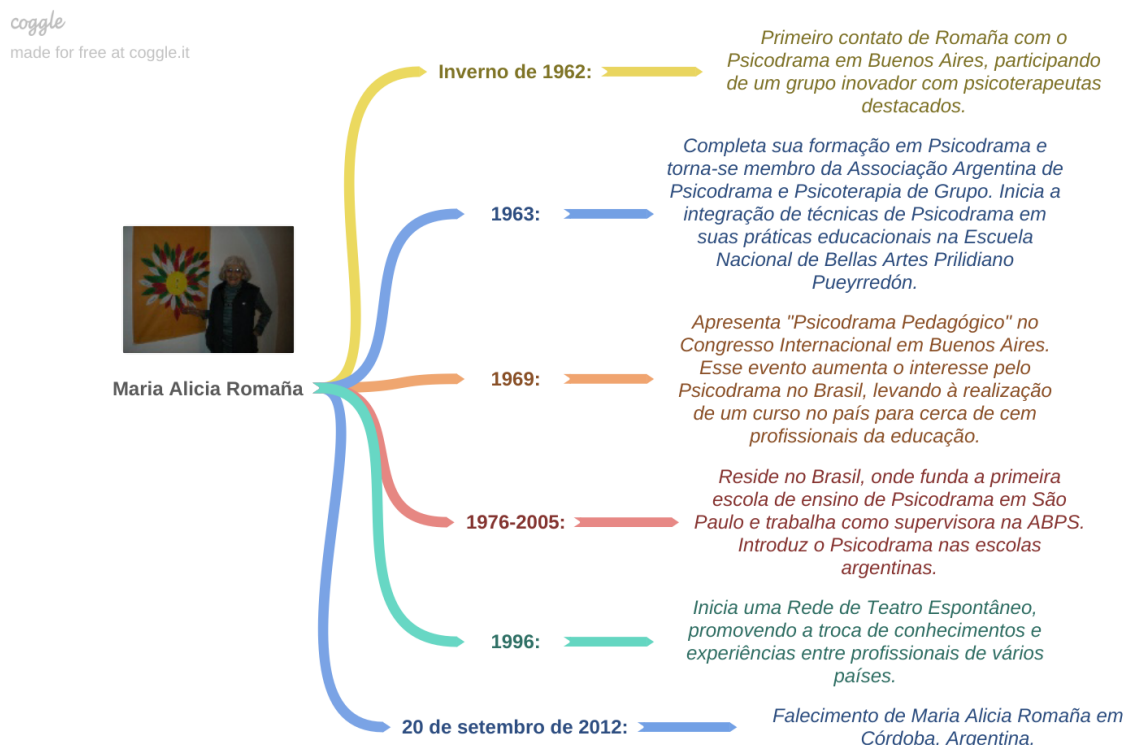 coggle
made for free at coggle.it
Inverno de 1962:
Primeiro contato de Romaña com o
Psicodrama em Buenos Aires, participando
de um grupo inovador com psicoterapeutas
destacados.
1963:
Completa sua formação em Psicodrama e
torna-se membro da Associação Argentina de
Psicodrama e Psicoterapia de Grupo. Inicia a
integração de técnicas de Psicodrama em
suas práticas educacionais na Escuela
Nacional de Bellas Artes Prilidiano
Pueyrredón.
Maria Alicia Romaña
1969:
Apresenta "Psicodrama Pedagógico" no
Congresso Internacional em Buenos Aires.
Esse evento aumenta o interesse pelo
Psicodrama no Brasil, levando à realização
de um curso no país para cerca de cem
profissionais da educação.
1976-2005:
Reside no Brasil, onde funda a primeira
escola de ensino de Psicodrama em São
Paulo e trabalha como supervisora na ABPS.
Introduz o Psicodrama nas escolas
argentinas.
1996:
Inicia uma Rede de Teatro Espontâneo,
promovendo a troca de conhecimentos e
experiências entre profissionais de vários
países.
20 de setembro de 2012:
Falecimento de Maria Alicia Romaña em
Córdoba, Argentina.